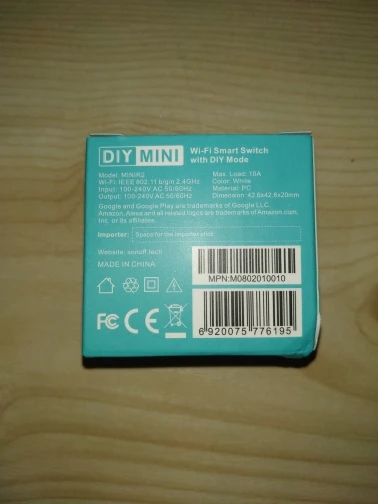 DIY MINI Wi-Fi Smart Switch
with DIY Mode
Model: MINIR2 Max. Load: 10A
Wi-Fi: IEEE 802.11 b/g/n 2.4GHz Color: White
Input: 100-240V AC 50/60Hz Material: PC
Output: 100-240V AC 50/60Hz Dimension: 42.6x42.6x20mm
Google and Google Play are trademarks of Google LLC.
Amazon, Alexa and all related logos are trademarks of Amazon.com,
Inc. or its affiliates.
Importer: Space for the importer stick
Website: sonoff.tech
MADE IN CHINA
MPN:M0802010010
FC CE
6 920075 776195